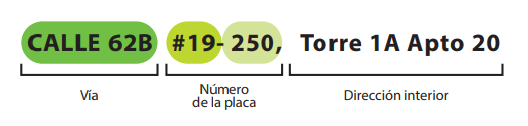 CALLE 62B #19-250, Torre 1A Apto 20
Vía
Número
de la placa
Dirección interior